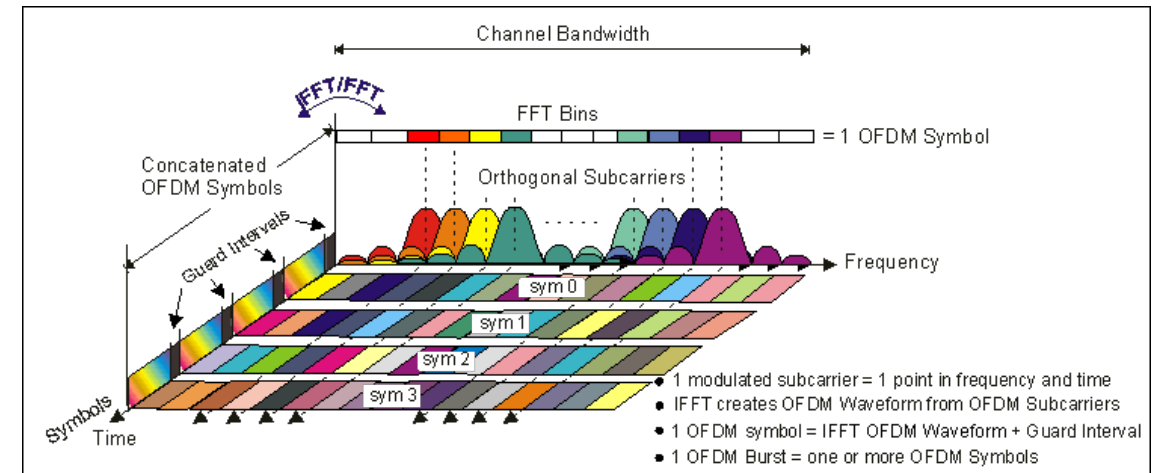 Channel Bandwidth
IFFT/FFT
FFT Bins
= 1 OFDM Symbol
Concatenated
OFDM Symbols
Orthogonal Subcarriers
Guard Intervals
Frequency
sym 0
sym 1
sym 2
sym 3
Symbols
Time
• 1 modulated subcarrier = 1 point in frequency and time
• IFFT creates OFDM Waveform from OFDM Subcarriers
• 1 OFDM symbol = IFFT OFDM Waveform + Guard Interval
• 1 OFDM Burst = one or more OFDM Symbols